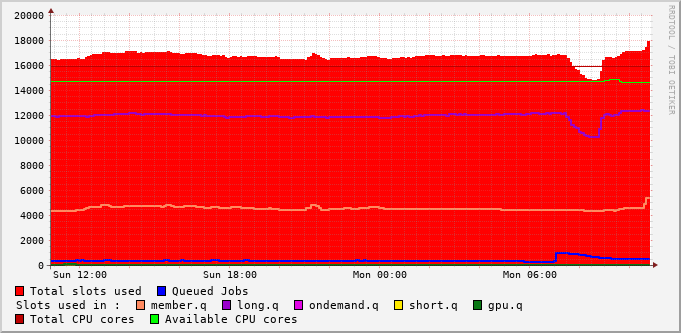 18000
16000
14000
12000
10000
8000
6000
4000
2000
0
Sun 12:00 Sun 18:00 Mon 00:00 Mon 06:00
Total slots used Queued Jobs
Slots used in : member.q long.q ondemand.q short.q gpu.q
Total CPU cores Available CPU cores
RRDTOOL / TOBI OETIKER